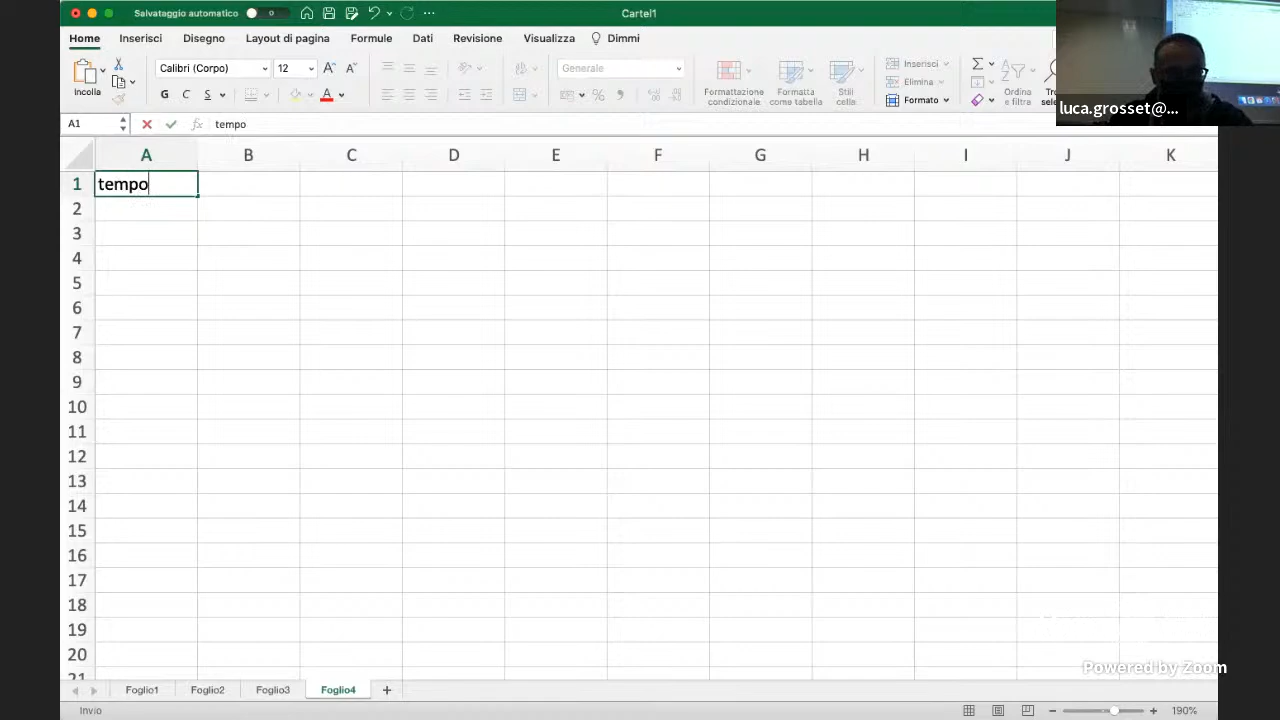 Salvataggio automatico
Cartel1
Home Inserisci Disegno Layout di pagina Formule Dati Revisione Visualizza Dimmi
Incolla
Calibri (Corpo) 12
G C S
A
Generale
%
Formattazione condizionale
Formatta come tabella
Stili cella
Inserisci
Elimina
Formato
Ordina e filtra
luca.grosset@...
A1 fx tempo
A B C D E F G H I J K
1 tempo
2
3
4
5
6
7
8
9
10
11
12
13
14
15
16
17
18
19
20
21
Powered by Zoom
Foglio1 Foglio2 Foglio3 Foglio4 +
Invio 190%